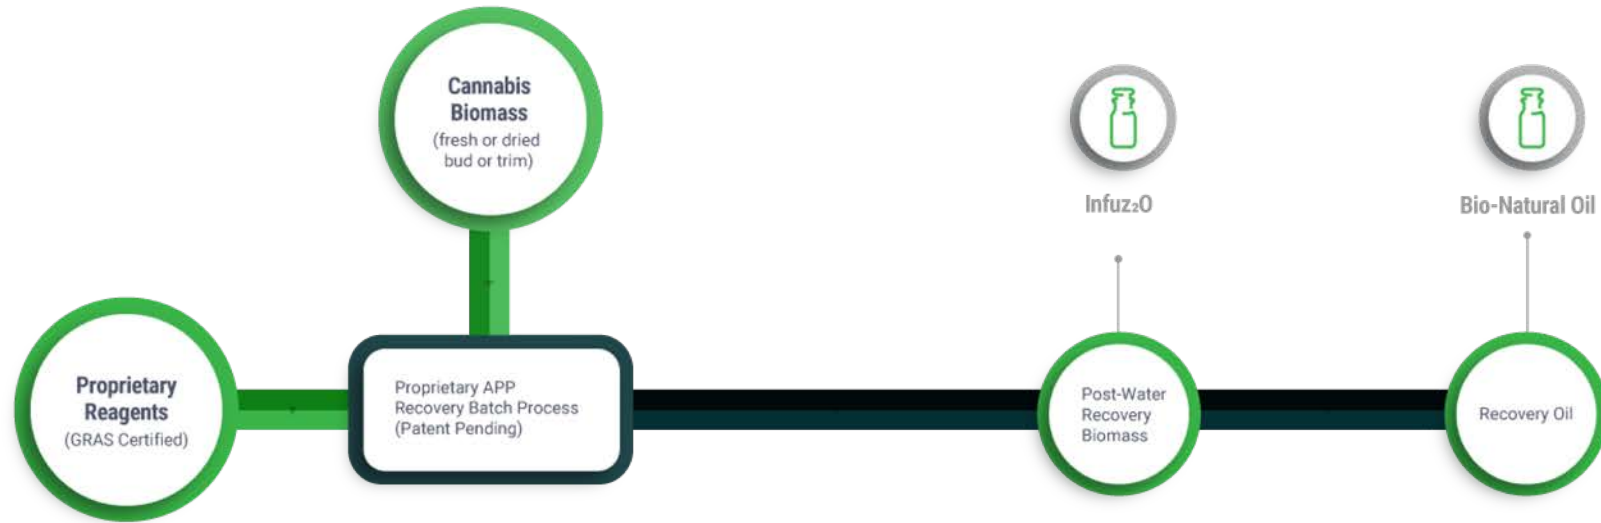 Cannabis
Biomass
(fresh or dried
bud or trim)
Infuz₂O
Bio-Natural Oil
Proprietary
Reagents
(GRAS Certified)
Proprietary APP
Recovery Batch Process
(Patent Pending)
Post-Water
Recovery
Biomass
Recovery Oil